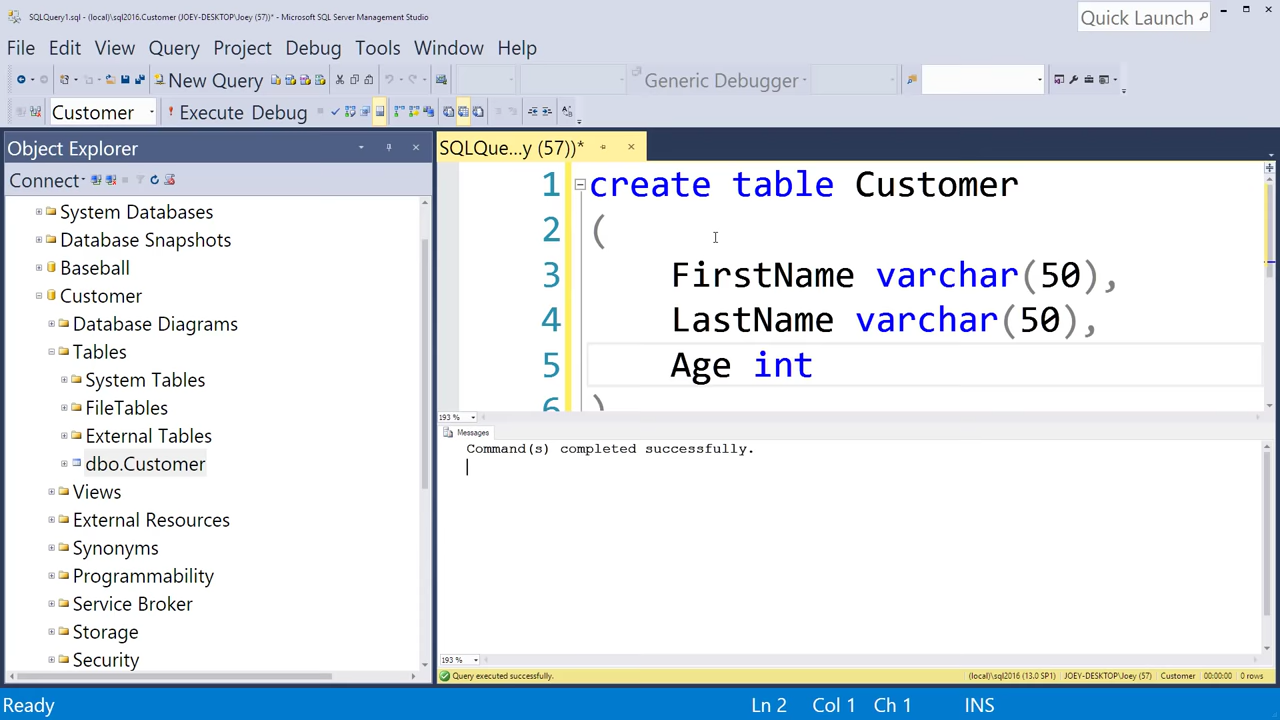 SQLQuery1.sql - (local)\sql2016.Customer (JOEY-DESKTOP\Joey (57))* - Microsoft SQL Server Management Studio
Quick Launch
File Edit View Query Project Debug Tools Window Help
New Query
Generic Debugger
Customer
Execute Debug
Object Explorer
Connect
System Databases
Database Snapshots
Baseball
Customer
Database Diagrams
Tables
System Tables
FileTables
External Tables
dbo.Customer
Views
External Resources
Synonyms
Programmability
Service Broker
Storage
Security
SQLQue...y (57))*
1 create table Customer
2 (
3 FirstName varchar(50),
4 LastName varchar(50),
5 Age int
6 )
193 %
Messages
Command(s) completed successfully.
193 %
Query executed successfully.
(local)\sql2016 (13.0 SP1) JOEY-DESKTOP\Joey (57) Customer 00:00:00 0 rows
Ready
Ln 2 Col 1 Ch 1 INS